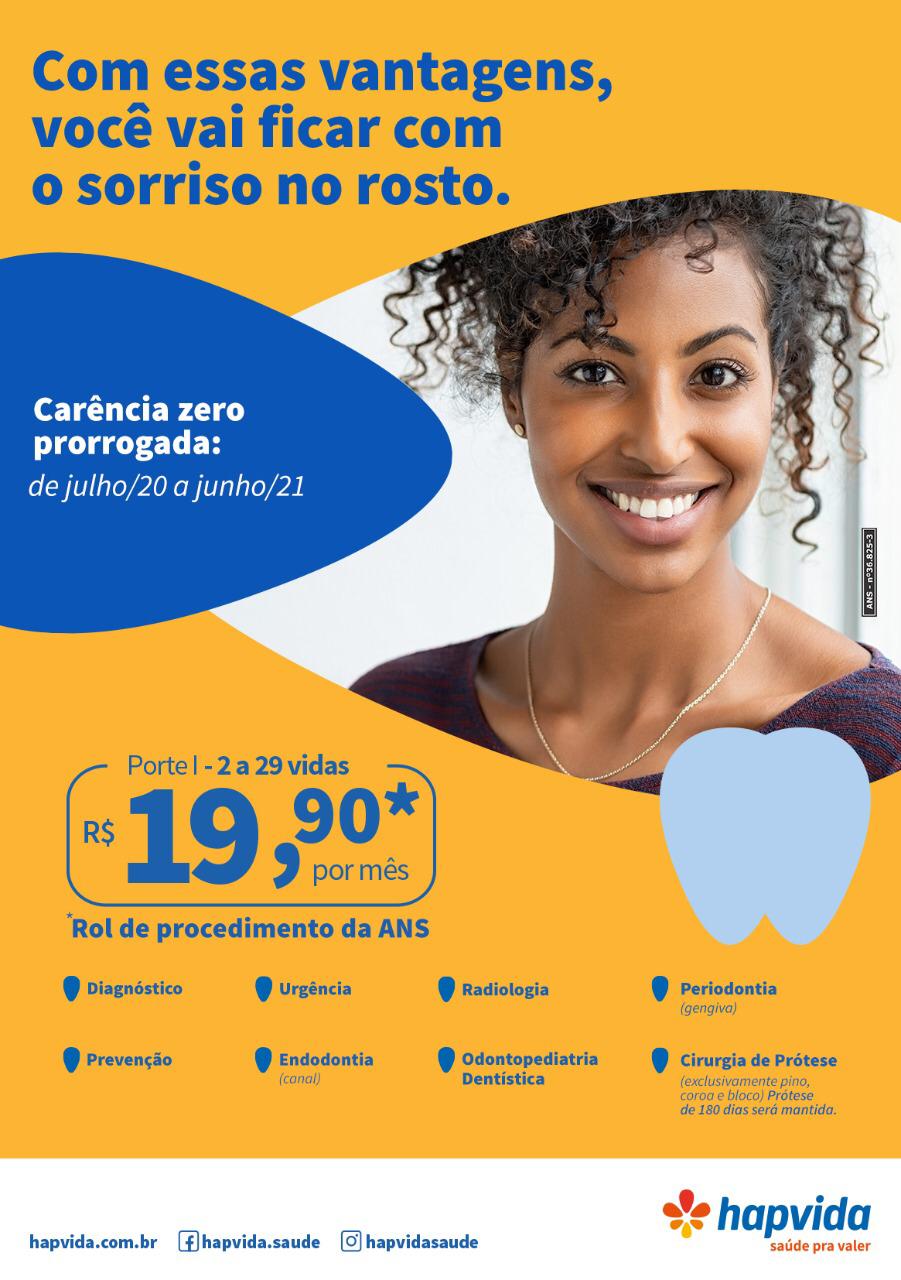 Com essas vantagens,
você vai ficar com
o sorriso no rosto.
Carência zero
prorrogada:
de julho/20 a junho/21
ANS - nº36.825-3
Porte I - 2 a 29 vidas
R$ 19,90*
por mês
*Rol de procedimento da ANS
Diagnóstico
Urgência
Radiologia
Periodontia
(gengiva)
Prevenção
Endodontia
(canal)
Odontopediatria
Dentística
Cirurgia de Prótese
(exclusivamente pino,
coroa e bloco) Prótese
de 180 dias será mantida.
hapvida
saúde pra valer
hapvida.com.br hapvida.saude hapvidasaude